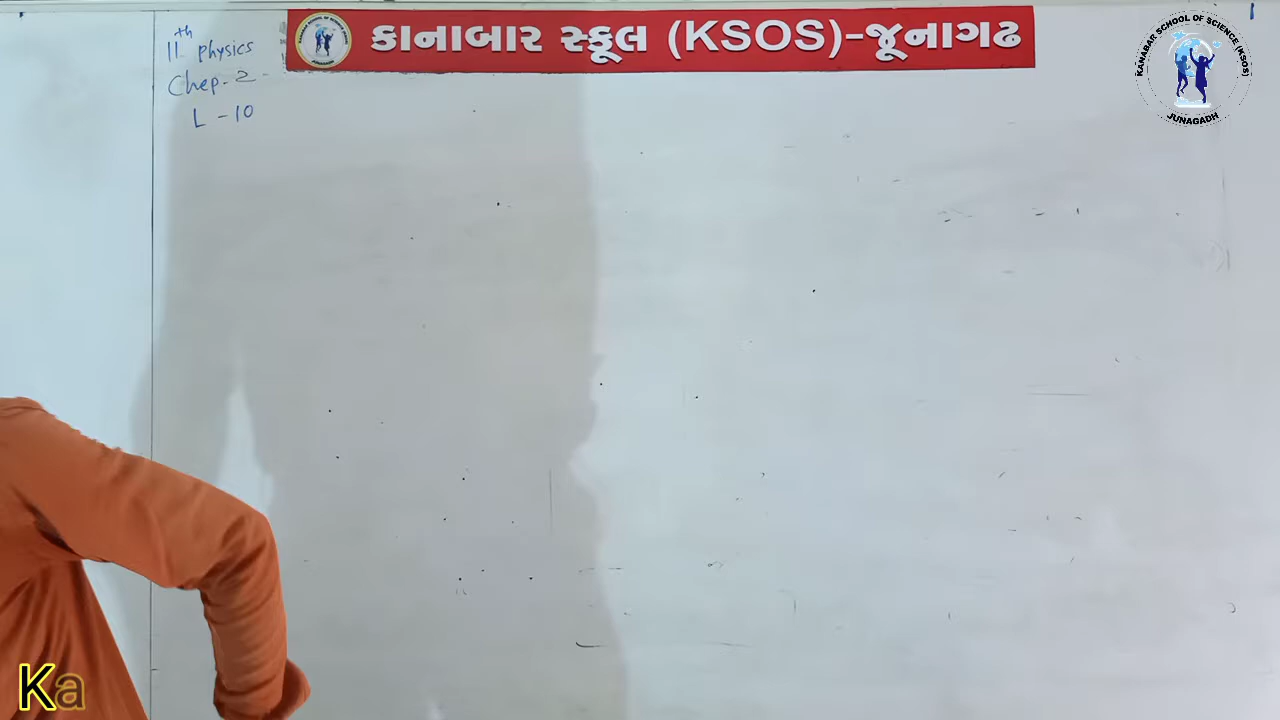 11th Physics
Chep-2-
L-10
કાનાબાર સ્કૂલ (KSOS)-જૂનાગઢ
KANABAR SCHOOL OF SCIENCE (KSOS)
JUNAGADH
Ka